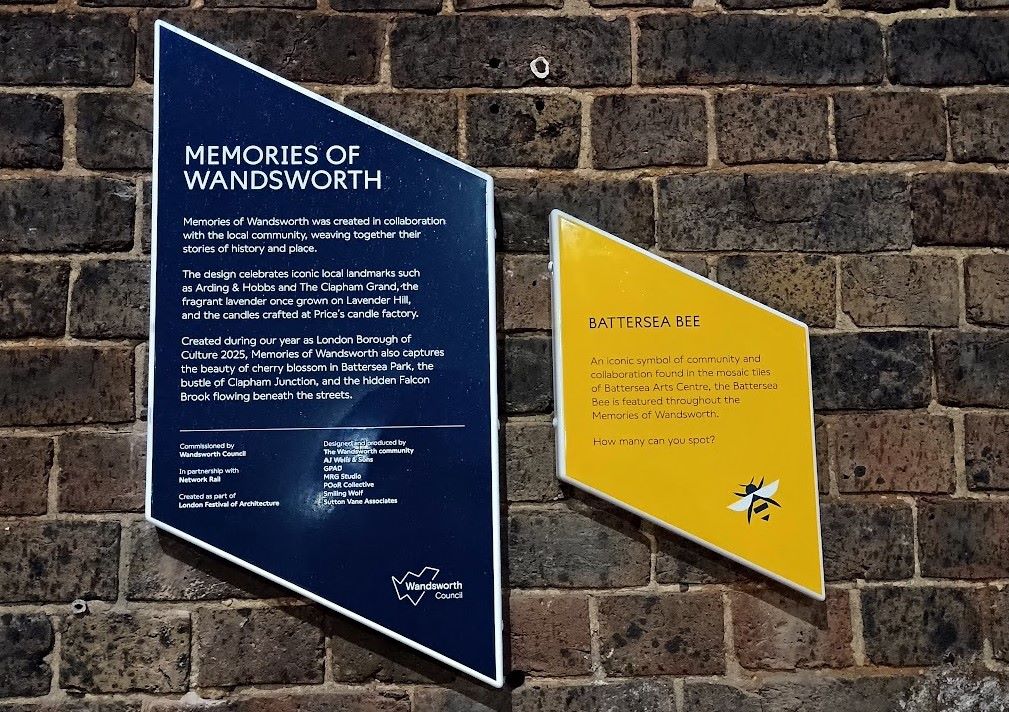 MEMORIES OF
WANDSWORTH
Memories of Wandsworth was created in collaboration
with the local community, weaving together their
stories of history and place.
The design celebrates iconic local landmarks such
as Arding & Hobbs and The Clapham Grand, the
fragrant lavender once grown on Lavender Hill,
and the candles crafted at Price's candle factory.
Created during our year as London Borough of
Culture 2025, Memories of Wandsworth also captures
the beauty of cherry blossom in Battersea Park, the
bustle of Clapham Junction, and the hidden Falcon
Brook flowing beneath the streets.
Commissioned by
Wandsworth Council
In partnership with
Network Rail
Created as part of
London Festival of Architecture
Designed and produced by
The Wandsworth community
AJ Wells & Sons
GPAD
MRG Studio
POoR Collective
Smiling Wolf
Sutton Vane Associates
Wandsworth
Council
BATTERSEA BEE
An iconic symbol of community and
collaboration found in the mosaic tiles
of Battersea Arts Centre, the Battersea
Bee is featured throughout the
Memories of Wandsworth.
How many can you spot?